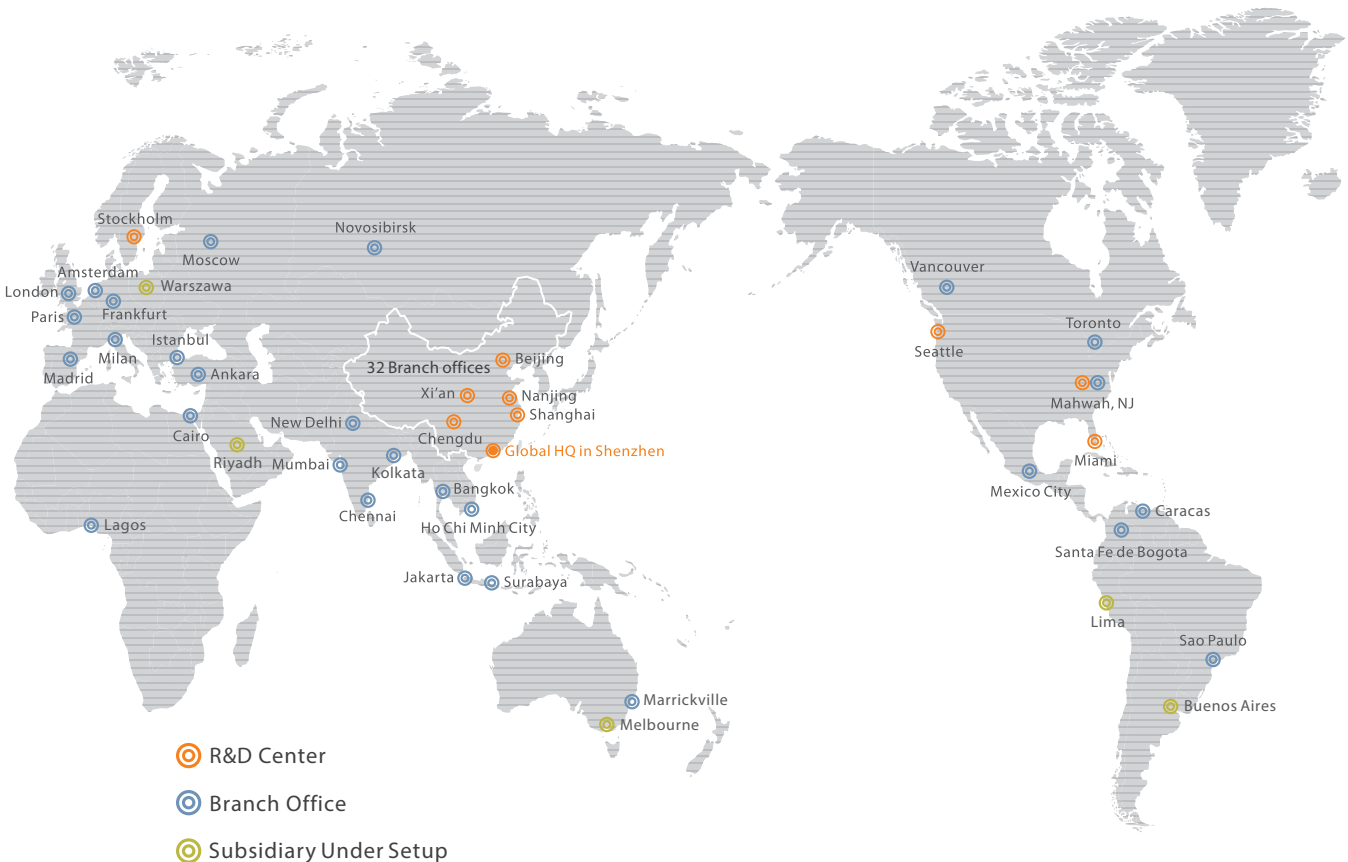 Stockholm
Novosibirsk
Moscow
Vancouver
Amsterdam
Warszawa
London
Frankfurt
Paris
Toronto
Istanbul
Milan
Seattle
Beijing
32 Branch offices
Madrid
Ankara
Xi'an
Nanjing
Mahwah, NJ
Shanghai
New Delhi
Cairo
Chengdu
Global HQ in Shenzhen
Riyadh
Mumbai
Kolkata
Miami
Bangkok
Mexico City
Chennai
Caracas
Lagos
Ho Chi Minh City
Santa Fe de Bogota
Jakarta
Surabaya
Lima
Sao Paulo
Marrickville
Buenos Aires
Melbourne
R&D Center
Branch Office
Subsidiary Under Setup